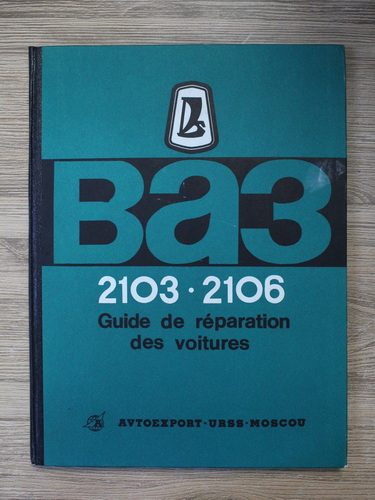 ВАЗ
2103 · 2106
Guide de réparation
des voitures
AVTOEXPORT·URSS·MOSCOU